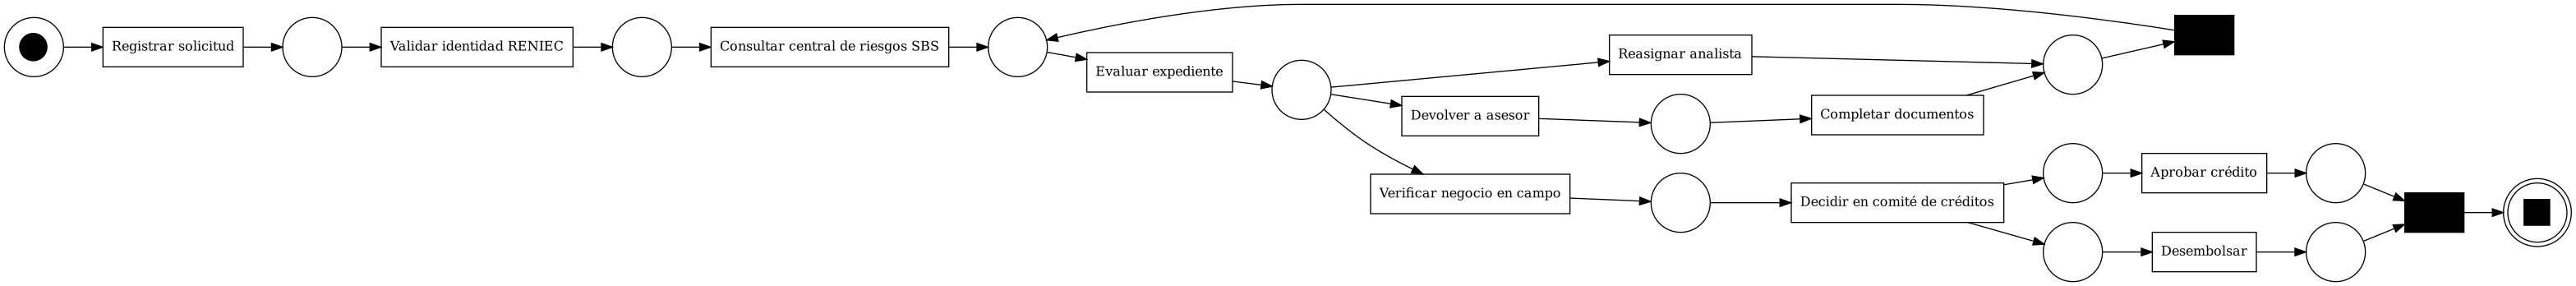 Registrar solicitud
Validar identidad RENIEC
Consultar central de riesgos SBS
Evaluar expediente
Reasignar analista
Devolver a asesor
Completar documentos
Verificar negocio en campo
Decidir en comité de créditos
Aprobar crédito
Desembolsar